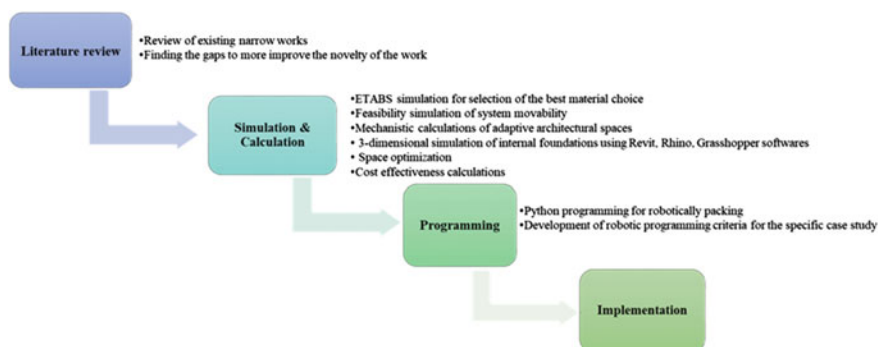 Literature review
•Review of existing narrow works
•Finding the gaps to more improve the novelty of the work
Simulation &
Calculation
•ETABS simulation for selection of the best material choice
•Feasibility simulation of system movability
•Mechanistic calculations of adaptive architectural spaces
• 3-dimensional simulation of internal foundations using Revit, Rhino, Grasshopper softwares
• Space optimization
•Cost effectiveness calculations
Programming
•Python programming for robotically packing
•Development of robotic programming criteria for the specific case study
Implementation